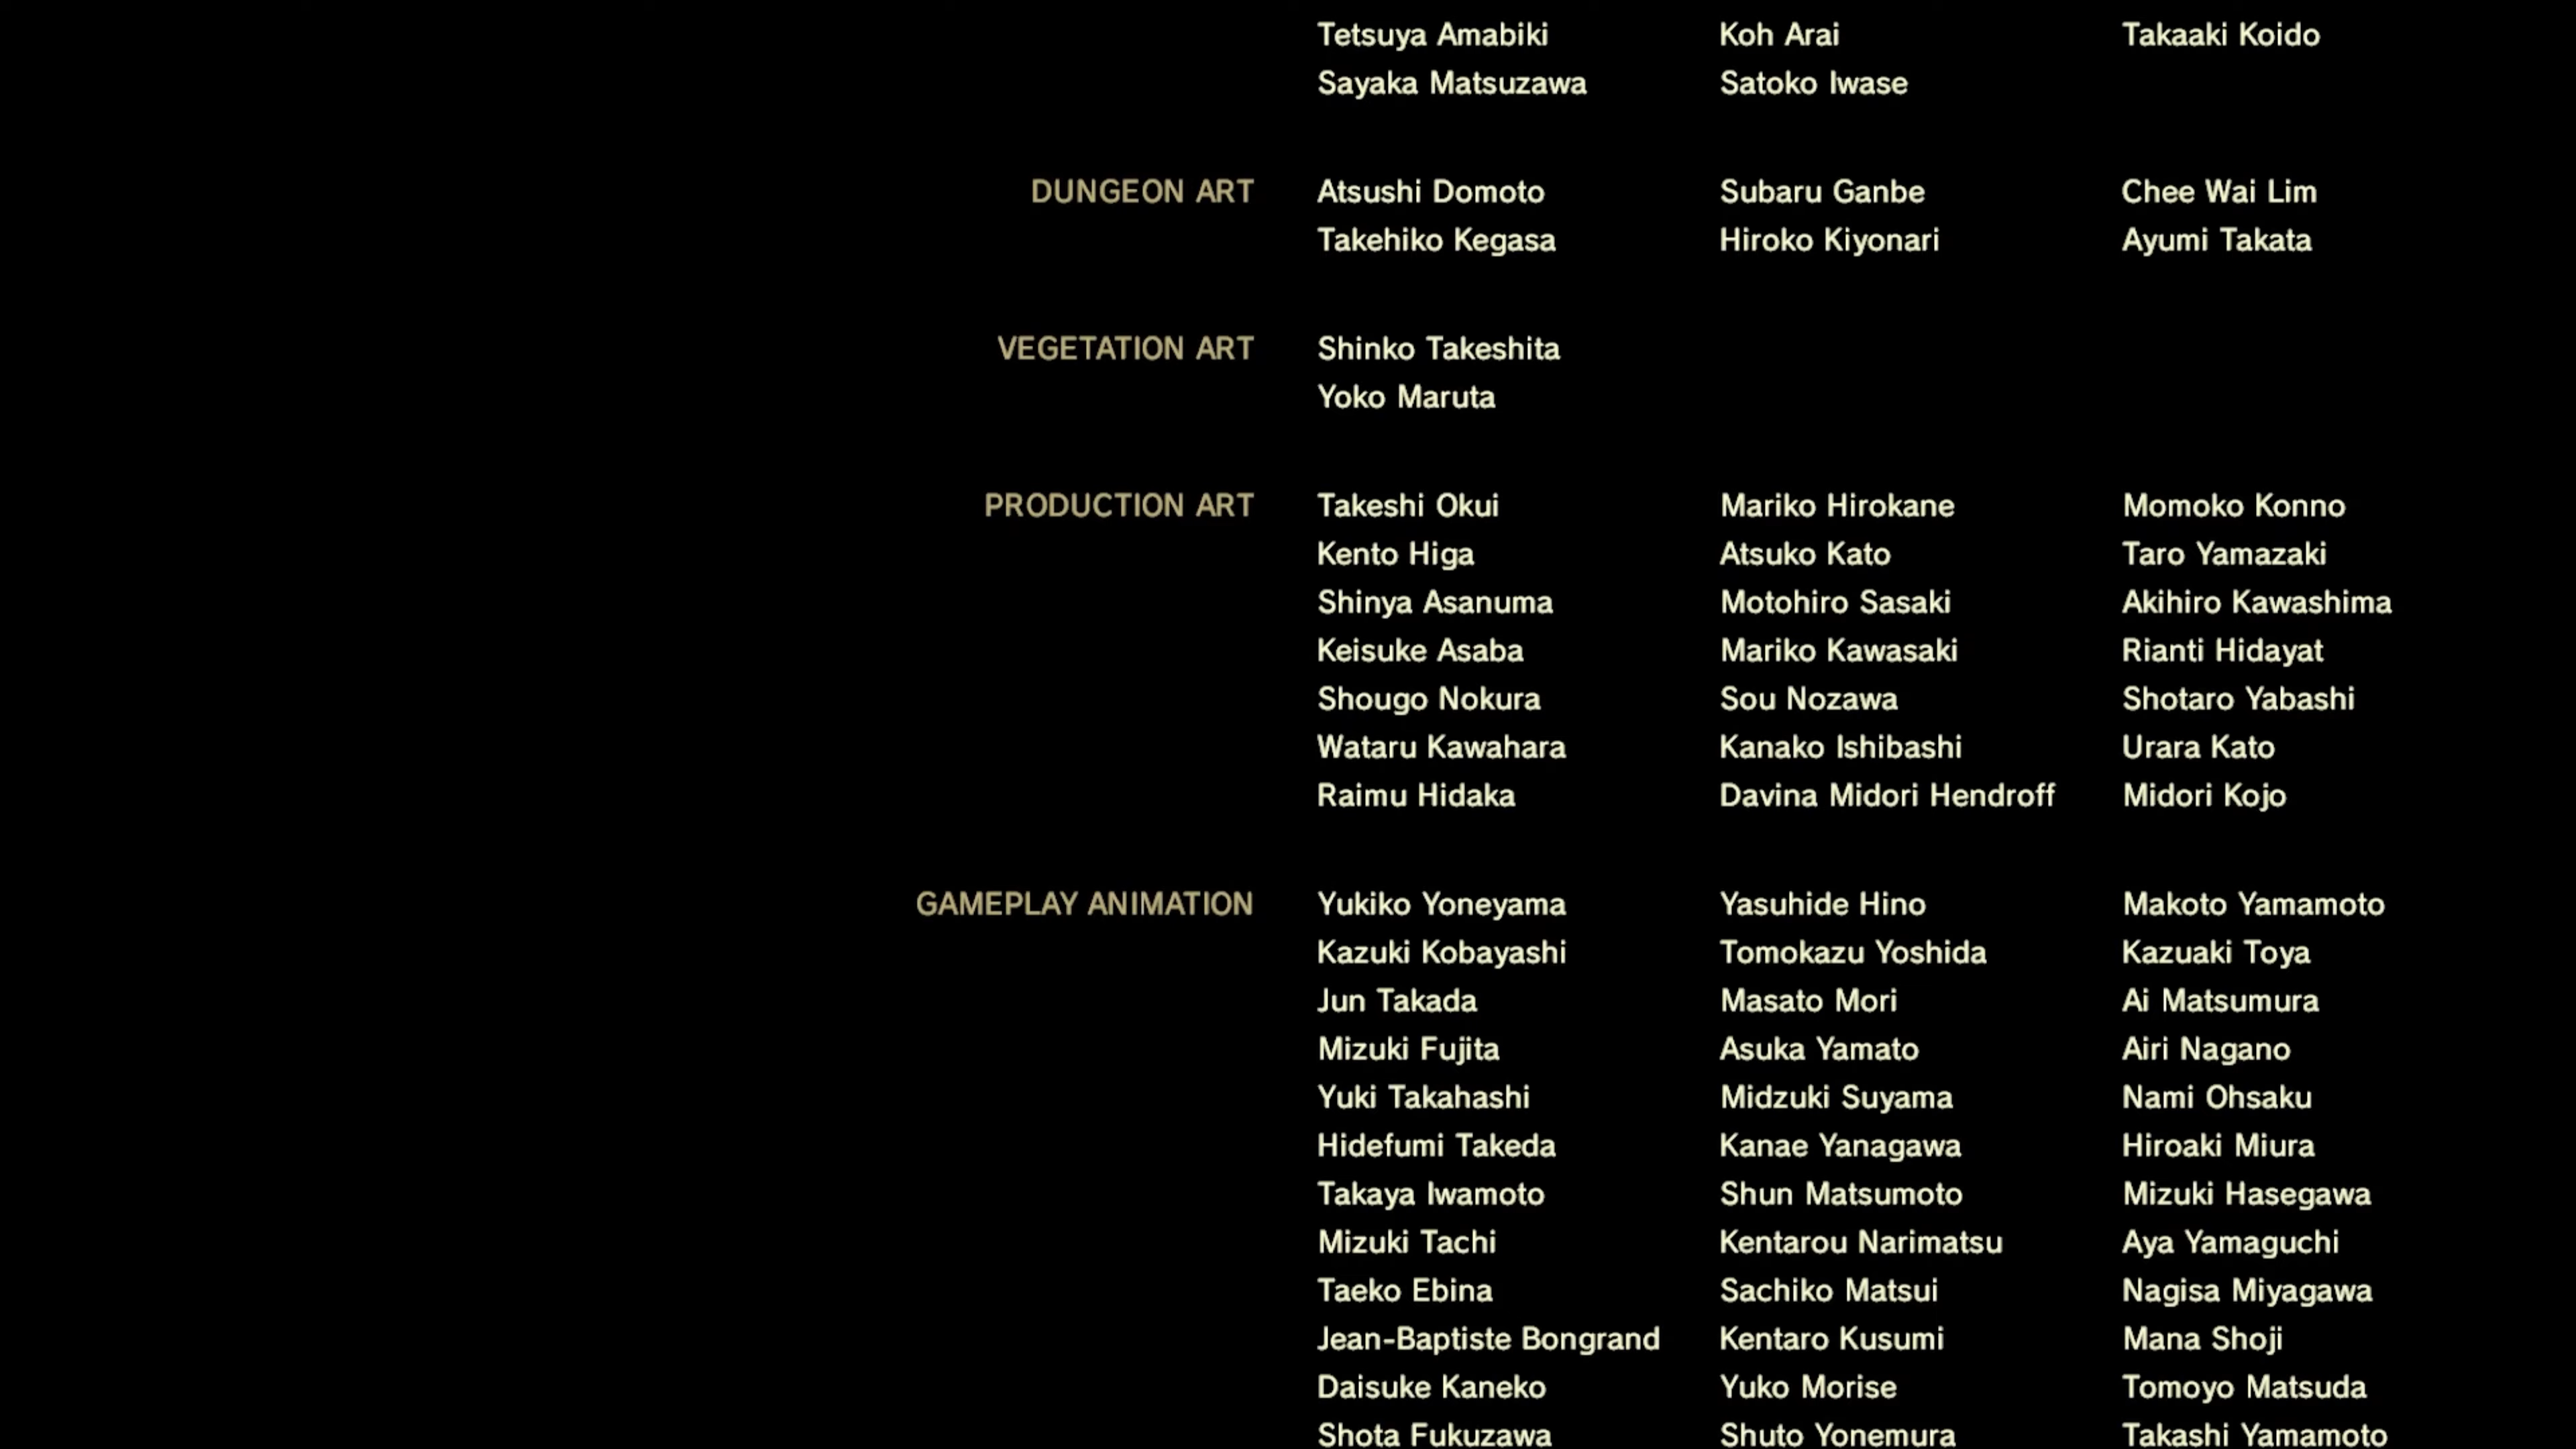 Tetsuya Amabiki Koh Arai Takaaki Koido
Sayaka Matsuzawa Satoko Iwase
DUNGEON ART Atsushi Domoto Subaru Ganbe Chee Wai Lim
Takehiko Kegasa Hiroko Kiyonari Ayumi Takata
VEGETATION ART Shinko Takeshita
Yoko Maruta
PRODUCTION ART Takeshi Okui Mariko Hirokane Momoko Konno
Kento Higa Atsuko Kato Taro Yamazaki
Shinya Asanuma Motohiro Sasaki Akihiro Kawashima
Keisuke Asaba Mariko Kawasaki Rianti Hidayat
Shougo Nokura Sou Nozawa Shotaro Yabashi
Wataru Kawahara Kanako Ishibashi Urara Kato
Raimu Hidaka Davina Midori Hendroff Midori Kojo
GAMEPLAY ANIMATION Yukiko Yoneyama Yasuhide Hino Makoto Yamamoto
Kazuki Kobayashi Tomokazu Yoshida Kazuaki Toya
Jun Takada Masato Mori Ai Matsumura
Mizuki Fujita Asuka Yamato Airi Nagano
Yuki Takahashi Midzuki Suyama Nami Ohsaku
Hidefumi Takeda Kanae Yanagawa Hiroaki Miura
Takaya Iwamoto Shun Matsumoto Mizuki Hasegawa
Mizuki Tachi Kentarou Narimatsu Aya Yamaguchi
Taeko Ebina Sachiko Matsui Nagisa Miyagawa
Jean-Baptiste Bongrand Kentaro Kusumi Mana Shoji
Daisuke Kaneko Yuko Morise Tomoyo Matsuda
Shota Fukuzawa Shuto Yonemura Takashi Yamamoto